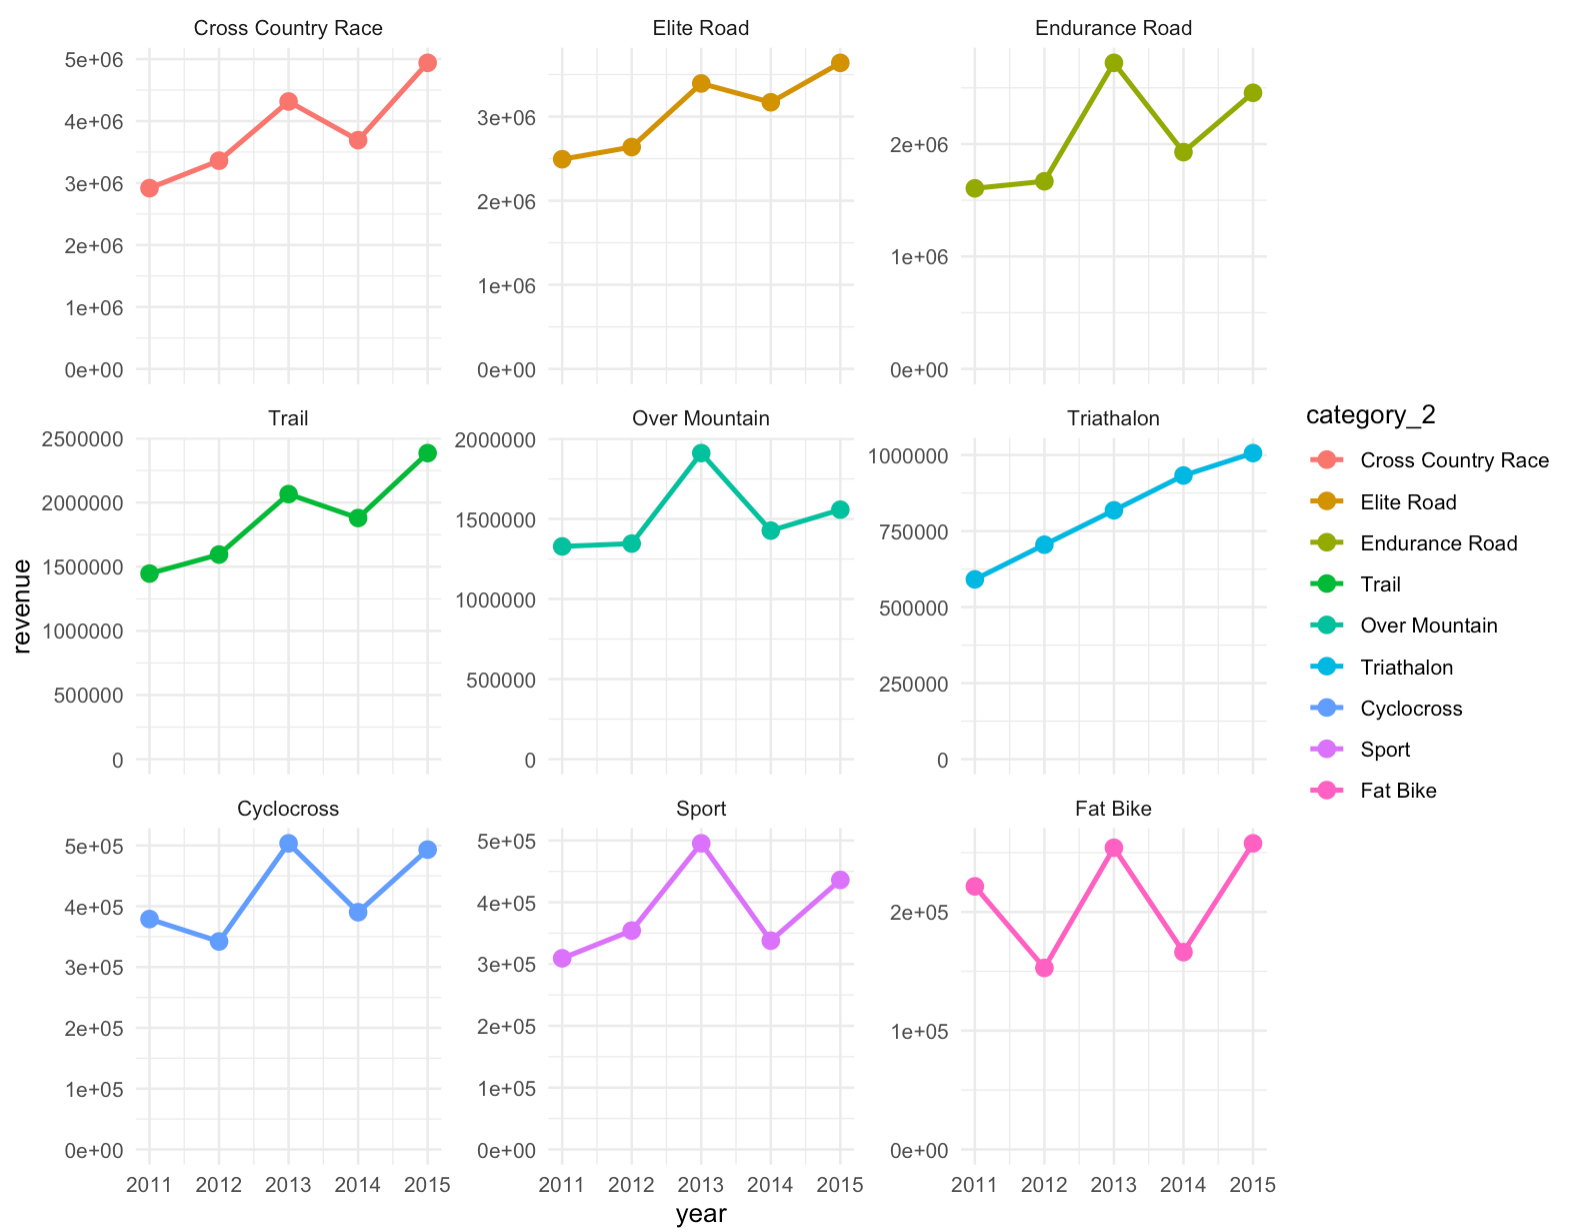 Cross Country Race
Elite Road
Endurance Road
5e+06
4e+06
3e+06
2e+06
1e+06
0e+00
3e+06
2e+06
1e+06
0e+00
2e+06
1e+06
0e+00
Trail
Over Mountain
Triathalon
2500000
2000000
1500000
1000000
500000
0
2000000
1500000
1000000
500000
0
1000000
750000
500000
250000
0
Cyclocross
Sport
Fat Bike
5e+05
4e+05
3e+05
2e+05
1e+05
0e+00
5e+05
4e+05
3e+05
2e+05
1e+05
0e+00
2e+05
1e+05
0e+00
2011 2012 2013 2014 2015
2011 2012 2013 2014 2015
2011 2012 2013 2014 2015
year
revenue
category_2
Cross Country Race
Elite Road
Endurance Road
Trail
Over Mountain
Triathalon
Cyclocross
Sport
Fat Bike